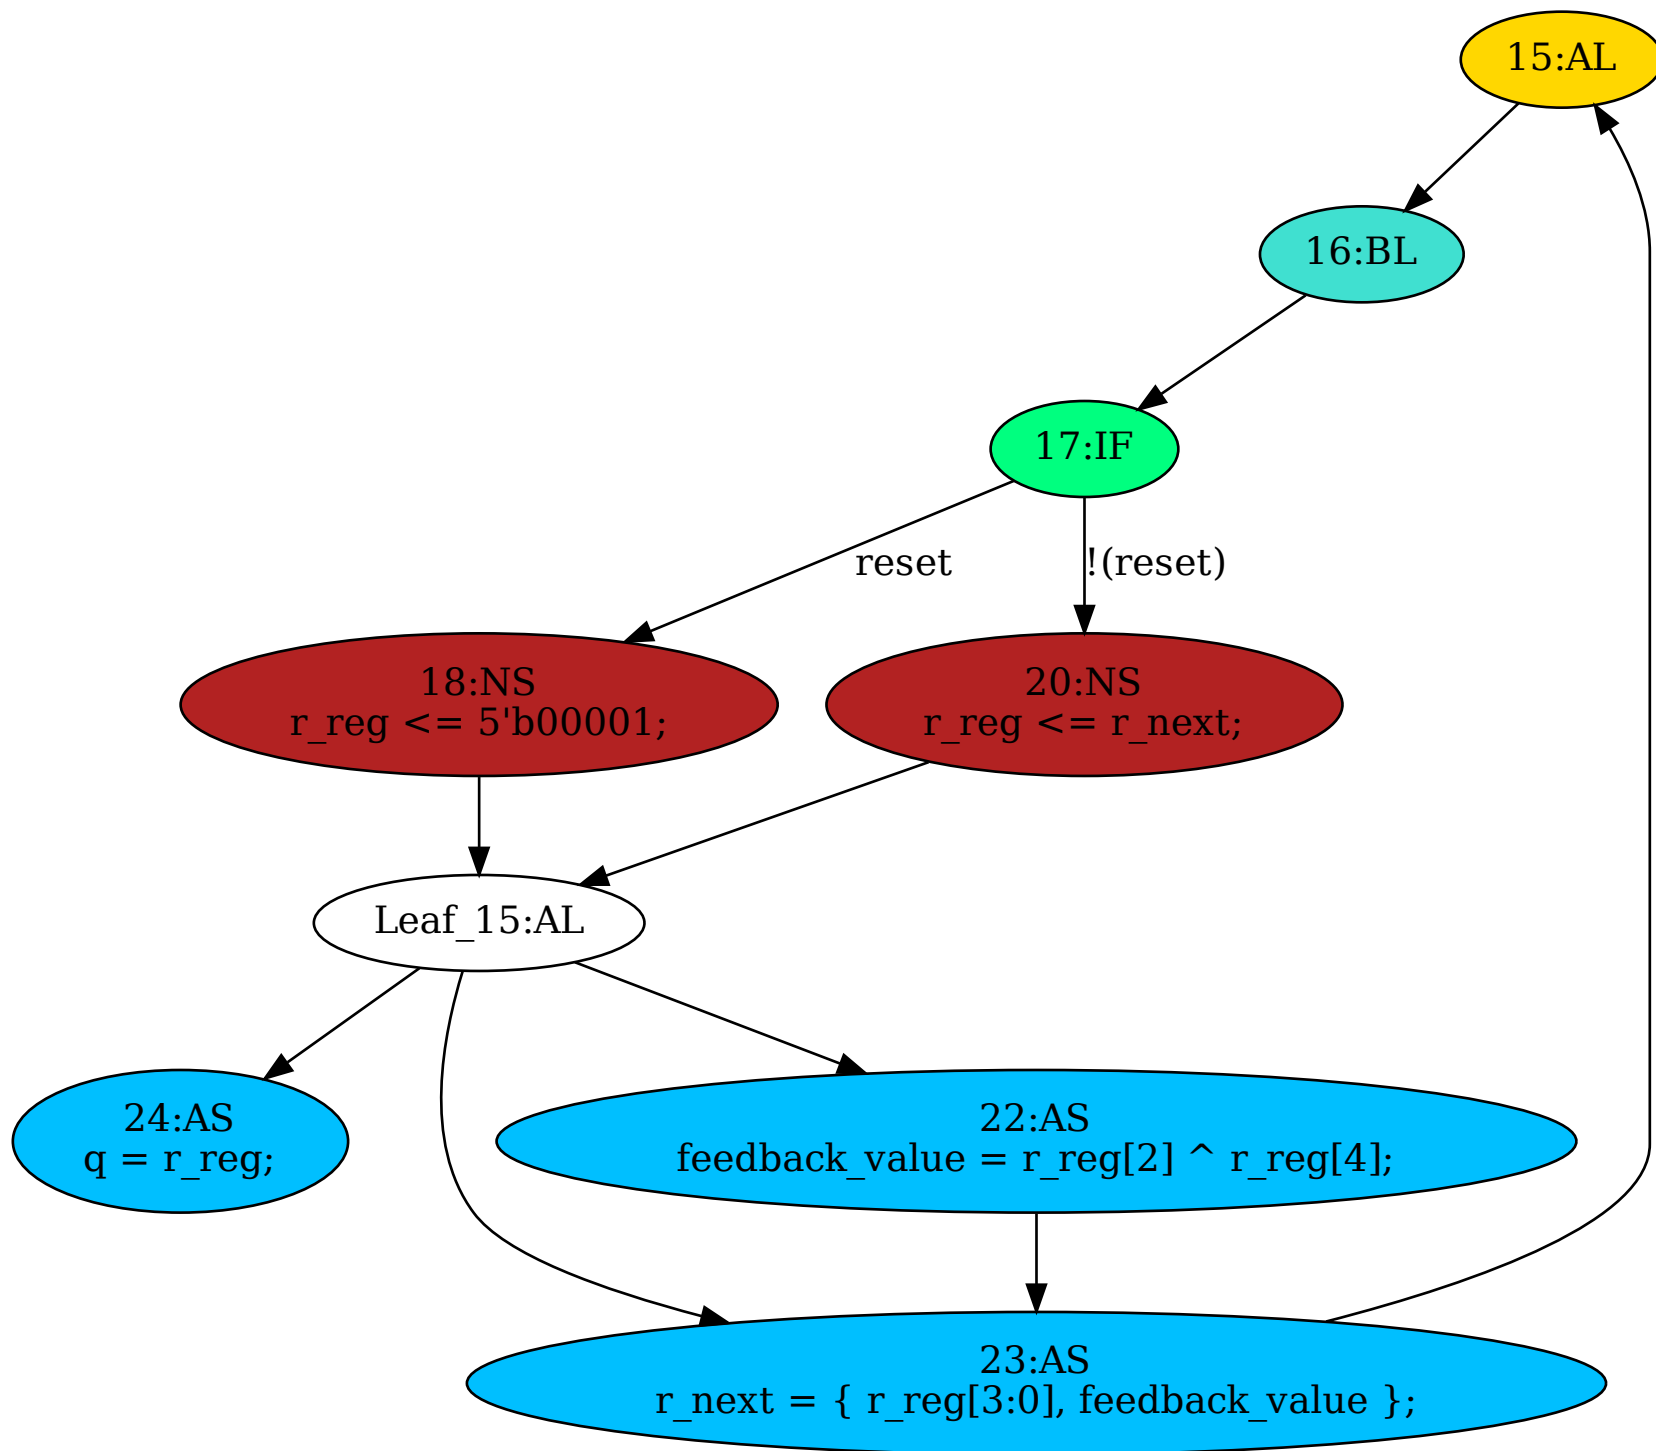 15:AL
16:BL
17:IF
reset
!(reset)
18:NS
r_reg <= 5'b00001;
20:NS
r_reg <= r_next;
Leaf_15:AL
24:AS
q = r_reg;
22:AS
feedback_value = r_reg[2] ^ r_reg[4];
23:AS
r_next = { r_reg[3:0], feedback_value };